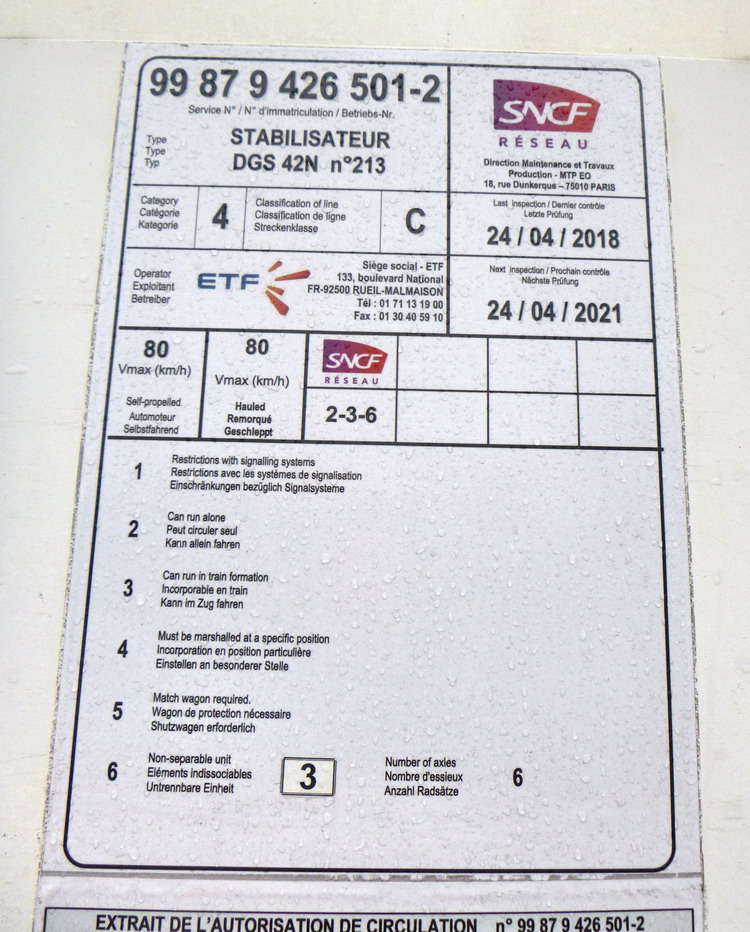 99 87 9 426 501-2
Service N° / N° d'immatriculation / Betriebs-Nr.
Type
Type
Typ
STABILISATEUR
DGS 42N n°213
SNCF
RÉSEAU
Direction Maintenance et Travaux
Production - MTP EO
18, rue Dunkerque – 75010 PARIS
Category
Catégorie
Kategorie
4
Classification of line
Classification de ligne
Streckenklasse
C
Last inspection / Dernier contrôle
Letzte Prüfung
24 / 04 / 2018
Operator
Exploitant
Betreiber
ETF
Siège social - ETF
133, boulevard National
FR-92500 RUEIL-MALMAISON
Tél : 01 71 13 19 00
Fax : 01 30 40 59 10
Next inspection / Prochain contrôle
Nächste Prüfung
24 / 04 / 2021
80
Vmax (km/h)
Self-propelled
Automoteur
Selbstfahrend
80
Vmax (km/h)
Hauled
Remorqué
Geschleppt
SNCF
RÉSEAU
2-3-6
1
Restrictions with signalling systems
Restrictions avec les systèmes de signalisation
Einschränkungen bezüglich Signalsysteme
2
Can run alone
Peut circuler seul
Kann allein fahren
3
Can run in train formation
Incorporable en train
Kann im Zug fahren
4
Must be marshalled at a specific position
Incorporation en position particulière
Einstellen an besonderer Stelle
5
Match wagon required.
Wagon de protection nécessaire
Shutzwagen erforderlich
6
Non-separable unit
Eléments indissociables
Untrennbare Einheit
3
Number of axles
Nombre d'essieux
Anzahl Radsätze
6
EXTRAIT DE L'AUTORISATION DE CIRCULATION n° 99 87 9 426 501-2